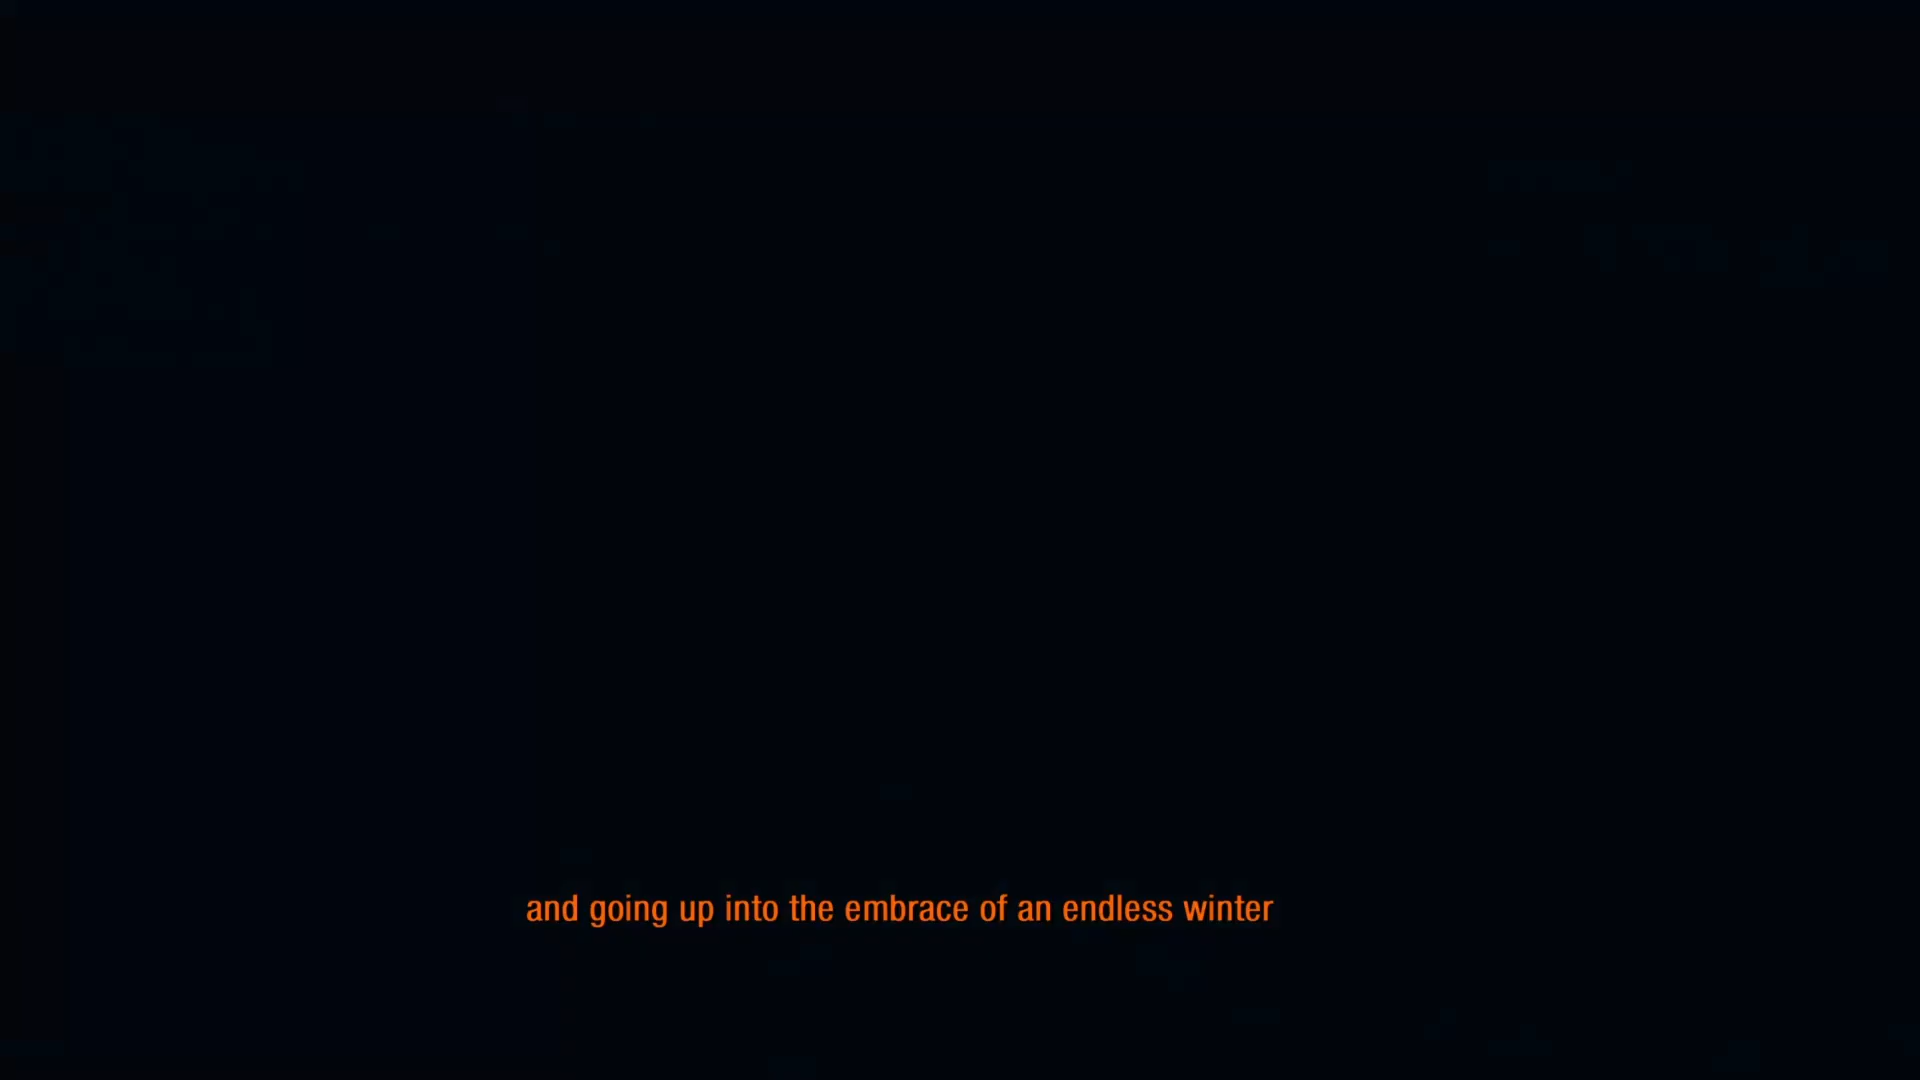 and going up into the embrace of an endless winter